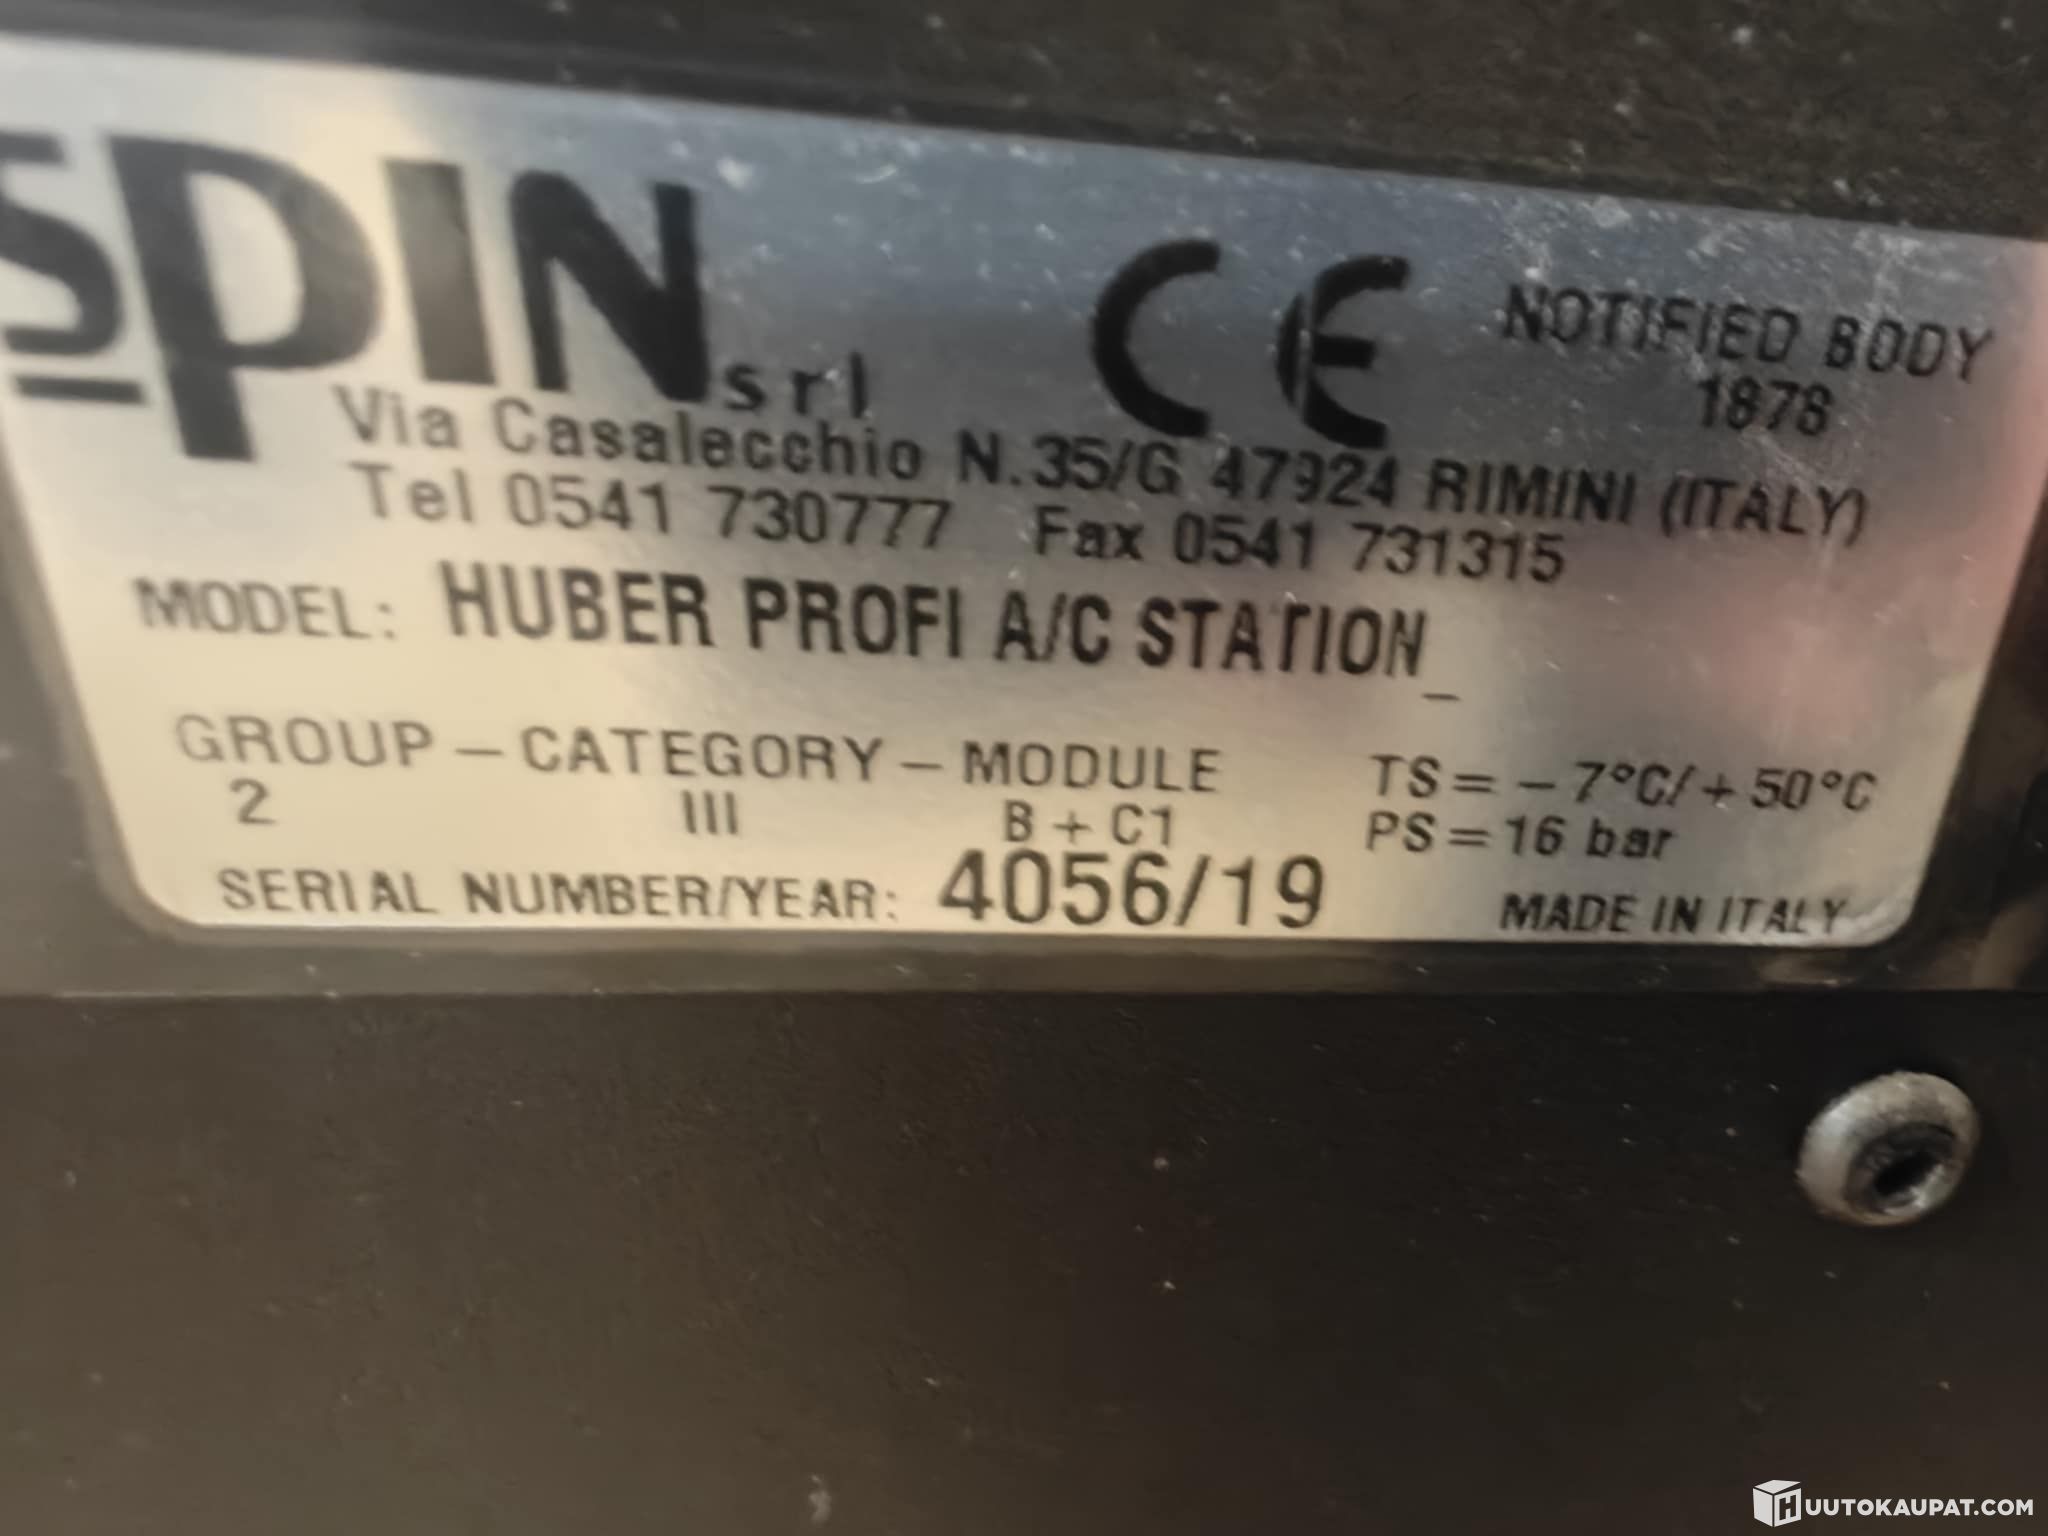 SPIN srl
CE
NOTIFIED BODY
1878
Via Casalecchio N.35/G 47924 RIMINI (ITALY)
Tel 0541 730777 Fax 0541 731315
MODEL: HUBER PROFI A/C STATION_
GROUP – CATEGORY – MODULE
2 III B + C1
TS = – 7°C/ + 50°C
PS = 16 bar
SERIAL NUMBER/YEAR: 4056/19
MADE IN ITALY
HUUTOKAUPAT.COM